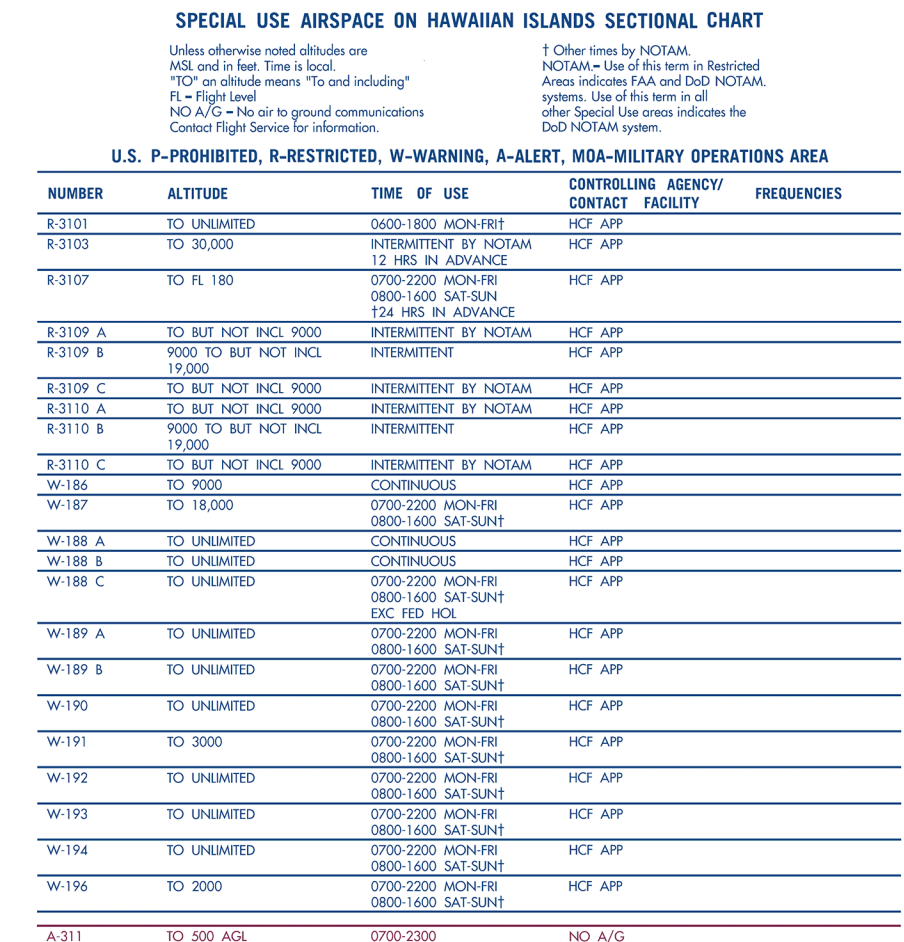 SPECIAL USE AIRSPACE ON HAWAIIAN ISLANDS SECTIONAL CHART
Unless otherwise noted altitudes are
MSL and in feet. Time is local.
"TO" an altitude means "To and including"
FL – Flight Level
NO A/G – No air to ground communications
Contact Flight Service for information.
† Other times by NOTAM.
NOTAM.– Use of this term in Restricted
Areas indicates FAA and DoD NOTAM.
systems. Use of this term in all
other Special Use areas indicates the
DoD NOTAM system.
U.S. P–PROHIBITED, R–RESTRICTED, W–WARNING, A–ALERT, MOA–MILITARY OPERATIONS AREA
NUMBER ALTITUDE TIME OF USE CONTROLLING AGENCY/ FREQUENCIES
CONTACT FACILITY
R-3101 TO UNLIMITED 0600-1800 MON-FRI† HCF APP
R-3103 TO 30,000 INTERMITTENT BY NOTAM HCF APP
12 HRS IN ADVANCE
R-3107 TO FL 180 0700-2200 MON-FRI HCF APP
0800-1600 SAT-SUN
†24 HRS IN ADVANCE
R-3109 A TO BUT NOT INCL 9000 INTERMITTENT BY NOTAM HCF APP
R-3109 B 9000 TO BUT NOT INCL INTERMITTENT HCF APP
19,000
R-3109 C TO BUT NOT INCL 9000 INTERMITTENT BY NOTAM HCF APP
R-3110 A TO BUT NOT INCL 9000 INTERMITTENT BY NOTAM HCF APP
R-3110 B 9000 TO BUT NOT INCL INTERMITTENT HCF APP
19,000
R-3110 C TO BUT NOT INCL 9000 INTERMITTENT BY NOTAM HCF APP
W-186 TO 9000 CONTINUOUS HCF APP
W-187 TO 18,000 0700-2200 MON-FRI HCF APP
0800-1600 SAT-SUN†
W-188 A TO UNLIMITED CONTINUOUS HCF APP
W-188 B TO UNLIMITED CONTINUOUS HCF APP
W-188 C TO UNLIMITED 0700-2200 MON-FRI HCF APP
0800-1600 SAT-SUN†
EXC FED HOL
W-189 A TO UNLIMITED 0700-2200 MON-FRI HCF APP
0800-1600 SAT-SUN†
W-189 B TO UNLIMITED 0700-2200 MON-FRI HCF APP
0800-1600 SAT-SUN†
W-190 TO UNLIMITED 0700-2200 MON-FRI HCF APP
0800-1600 SAT-SUN†
W-191 TO 3000 0700-2200 MON-FRI HCF APP
0800-1600 SAT-SUN†
W-192 TO UNLIMITED 0700-2200 MON-FRI HCF APP
0800-1600 SAT-SUN†
W-193 TO UNLIMITED 0700-2200 MON-FRI HCF APP
0800-1600 SAT-SUN†
W-194 TO UNLIMITED 0700-2200 MON-FRI HCF APP
0800-1600 SAT-SUN†
W-196 TO 2000 0700-2200 MON-FRI HCF APP
0800-1600 SAT-SUN†
A-311 TO 500 AGL 0700-2300 NO A/G